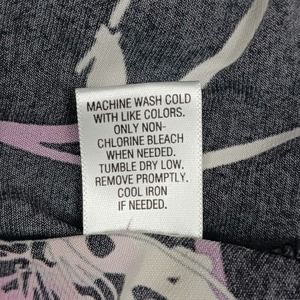 MACHINE WASH COLD
WITH LIKE COLORS.
ONLY NON-
CHLORINE BLEACH
WHEN NEEDED.
TUMBLE DRY LOW.
REMOVE PROMPTLY.
COOL IRON
IF NEEDED.